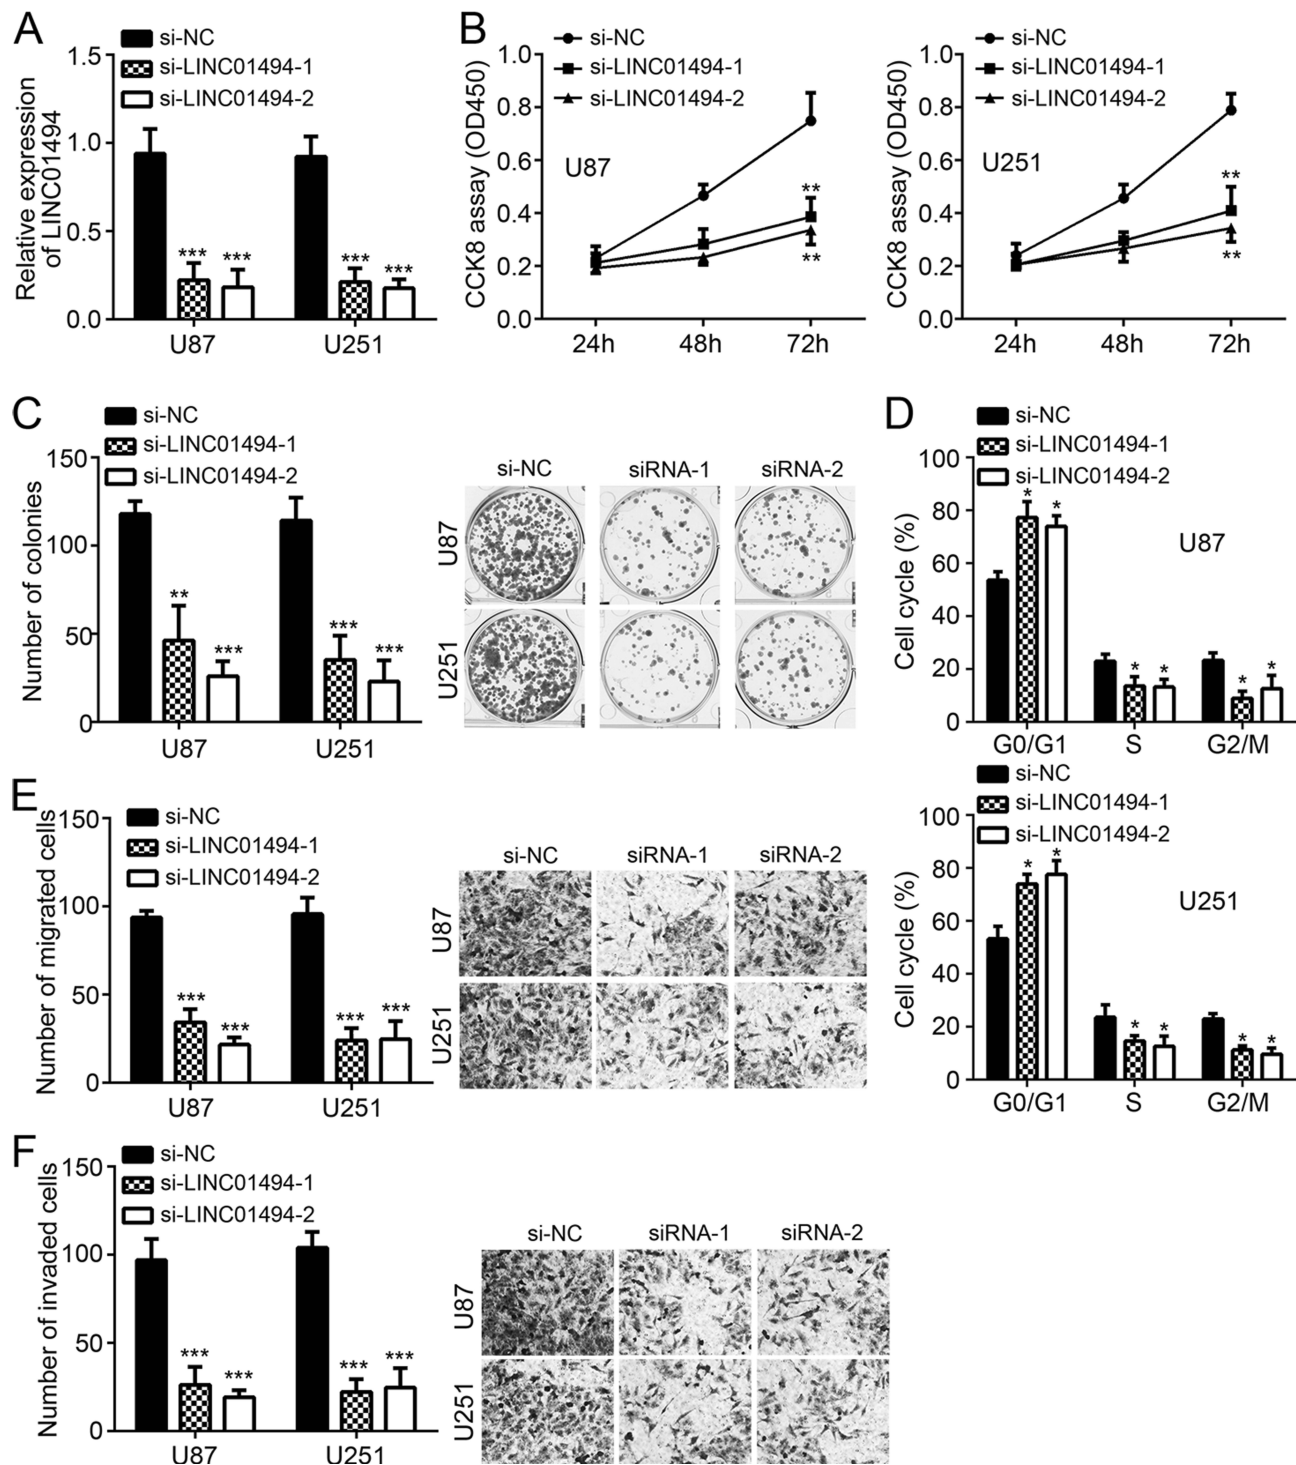 A
si-NC
si-LINC01494-1
si-LINC01494-2
Relative expression
of LINC01494
1.5
1.0
0.5
0.0
*** *** *** ***
U87 U251
B
si-NC
si-LINC01494-1
si-LINC01494-2
CCK8 assay (OD450)
1.0
0.8
0.6
0.4
0.2
0.0
U87
**
**
24h 48h 72h
si-NC
si-LINC01494-1
si-LINC01494-2
CCK8 assay (OD450)
1.0
0.8
0.6
0.4
0.2
0.0
U251
**
**
24h 48h 72h
C
si-NC
si-LINC01494-1
si-LINC01494-2
Number of colonies
150
100
50
0
** *** *** ***
U87 U251
si-NC siRNA-1 siRNA-2
U87
U251
D
si-NC
si-LINC01494-1
si-LINC01494-2
Cell cycle (%)
100
80
60
40
20
0
U87
* * * * * *
G0/G1 S G2/M
si-NC
si-LINC01494-1
si-LINC01494-2
Cell cycle (%)
100
80
60
40
20
0
U251
* * * * * *
G0/G1 S G2/M
E
si-NC
si-LINC01494-1
si-LINC01494-2
Number of migrated cells
150
100
50
0
*** *** *** ***
U87 U251
si-NC siRNA-1 siRNA-2
U87
U251
F
si-NC
si-LINC01494-1
si-LINC01494-2
Number of invaded cells
150
100
50
0
*** *** *** ***
U87 U251
si-NC siRNA-1 siRNA-2
U87
U251